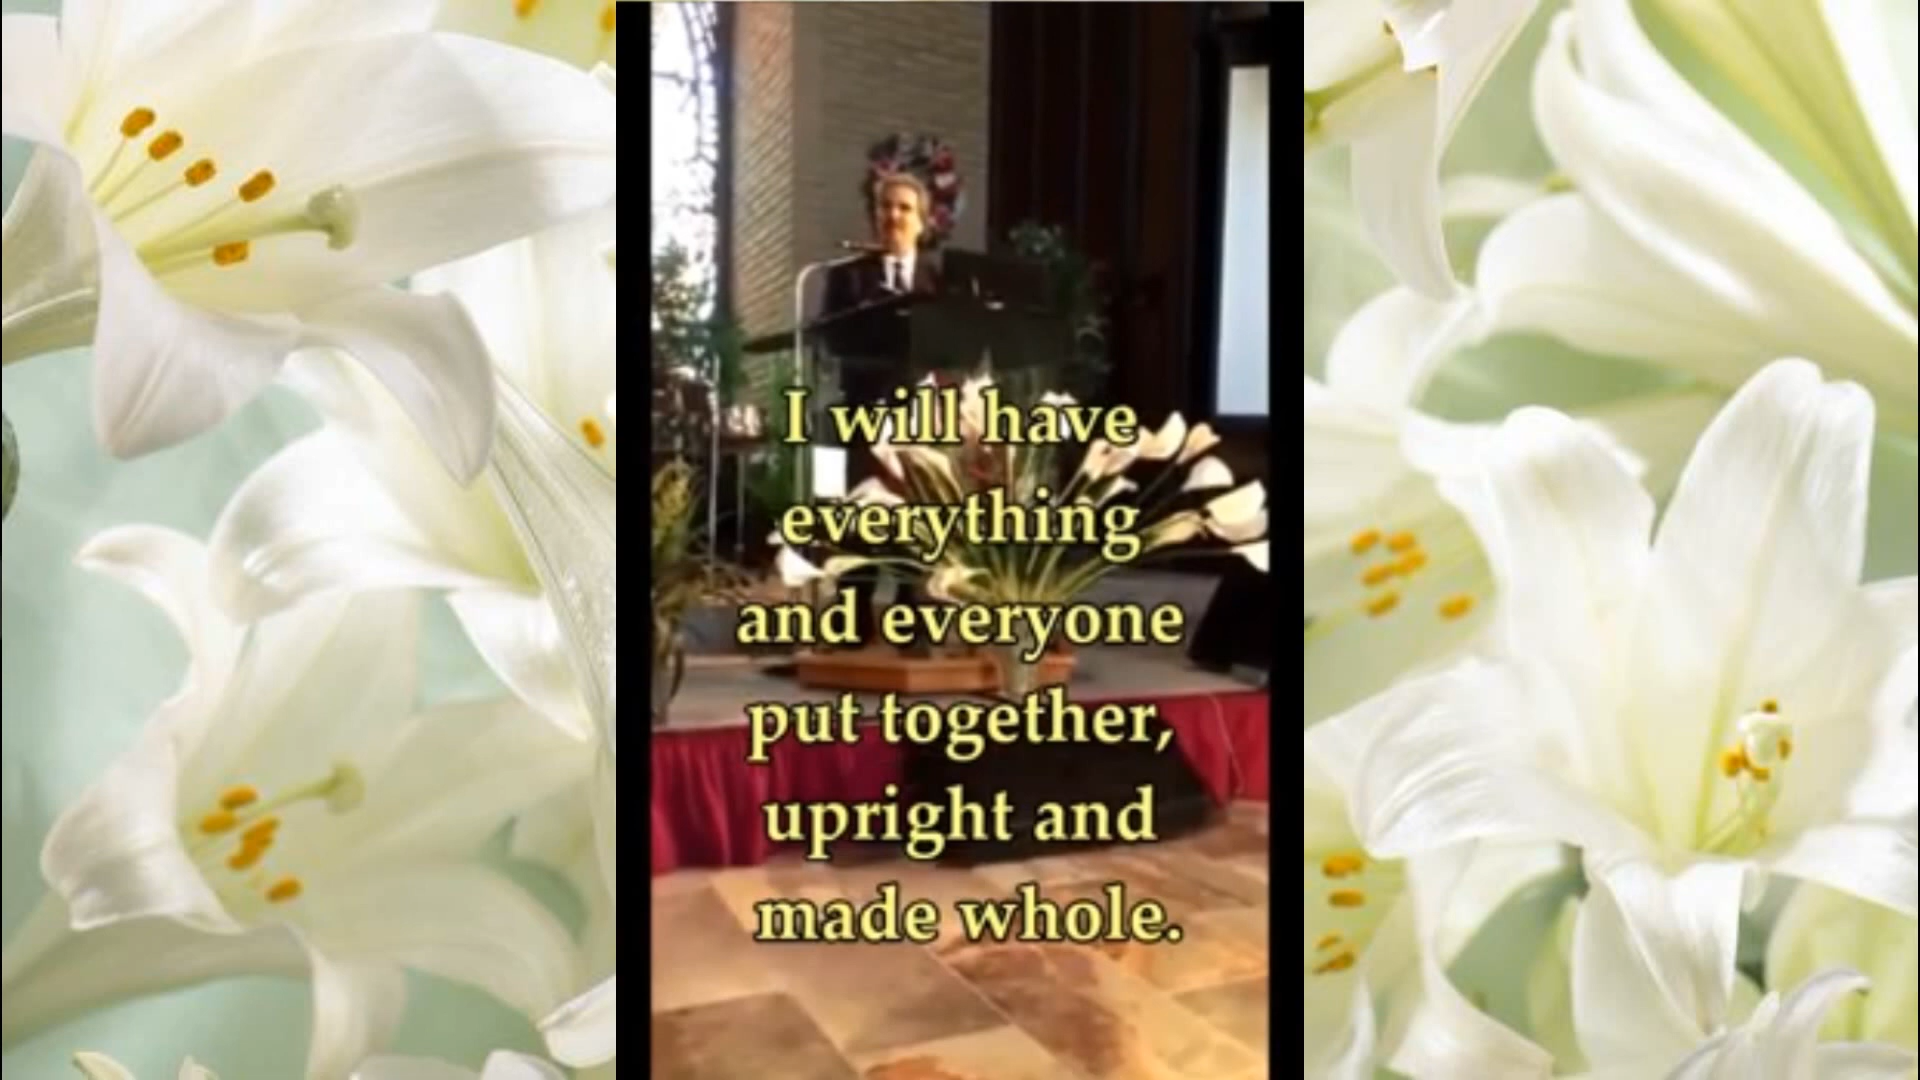 I will have
everything
and everyone
put together,
upright and
made whole.